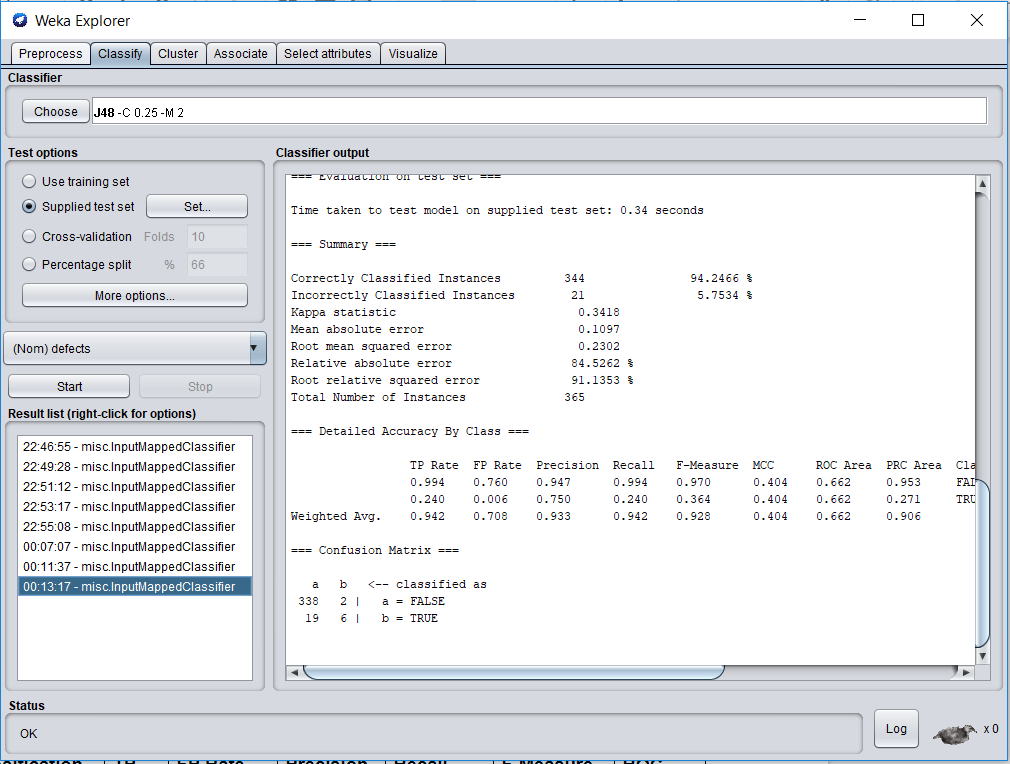 Weka Explorer
Preprocess Classify Cluster Associate Select attributes Visualize
Classifier
Choose J48 -C 0.25 -M 2
Test options
Use training set
Supplied test set Set...
Cross-validation Folds 10
Percentage split % 66
More options...
(Nom) defects
Start Stop
Result list (right-click for options)
22:46:55 - misc.InputMappedClassifier
22:49:28 - misc.InputMappedClassifier
22:51:12 - misc.InputMappedClassifier
22:53:17 - misc.InputMappedClassifier
22:55:08 - misc.InputMappedClassifier
00:07:07 - misc.InputMappedClassifier
00:11:37 - misc.InputMappedClassifier
00:13:17 - misc.InputMappedClassifier
Classifier output
=== Evaluation on test set ===
Time taken to test model on supplied test set: 0.34 seconds
=== Summary ===
Correctly Classified Instances 344 94.2466 %
Incorrectly Classified Instances 21 5.7534 %
Kappa statistic 0.3418
Mean absolute error 0.1097
Root mean squared error 0.2302
Relative absolute error 84.5262 %
Root relative squared error 91.1353 %
Total Number of Instances 365
=== Detailed Accuracy By Class ===
TP Rate FP Rate Precision Recall F-Measure MCC ROC Area PRC Area Cla
0.994 0.760 0.947 0.994 0.970 0.404 0.662 0.953 FAL
0.240 0.006 0.750 0.240 0.364 0.404 0.662 0.271 TRU
Weighted Avg. 0.942 0.708 0.933 0.942 0.928 0.404 0.662 0.906
=== Confusion Matrix ===
a b <-- classified as
338 2 | a = FALSE
19 6 | b = TRUE
Status
OK
Log x 0